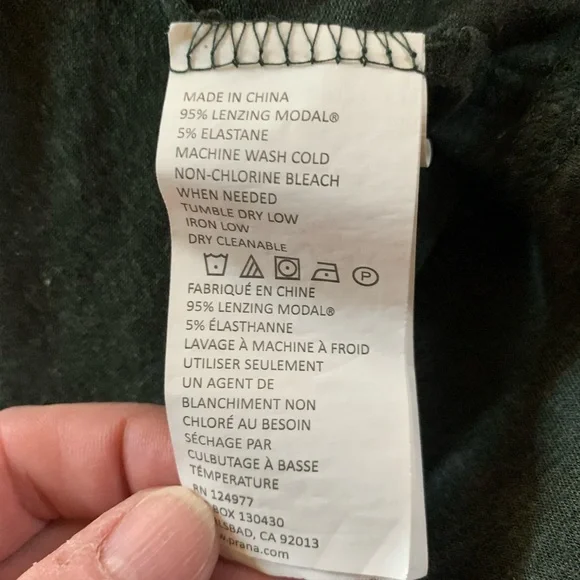 MADE IN CHINA
95% LENZING MODAL®
5% ELASTANE
MACHINE WASH COLD
NON-CHLORINE BLEACH
WHEN NEEDED
TUMBLE DRY LOW
IRON LOW
DRY CLEANABLE
P
FABRIQUÉ EN CHINE
95% LENZING MODAL®
5% ÉLASTHANNE
LAVAGE À MACHINE À FROID
UTILISER SEULEMENT
UN AGENT DE
BLANCHIMENT NON
CHLORÉ AU BESOIN
SÉCHAGE PAR
CULBUTAGE À BASSE
TEMPÉRATURE
RN 124977
BOX 130430
CA 92013
prana.com